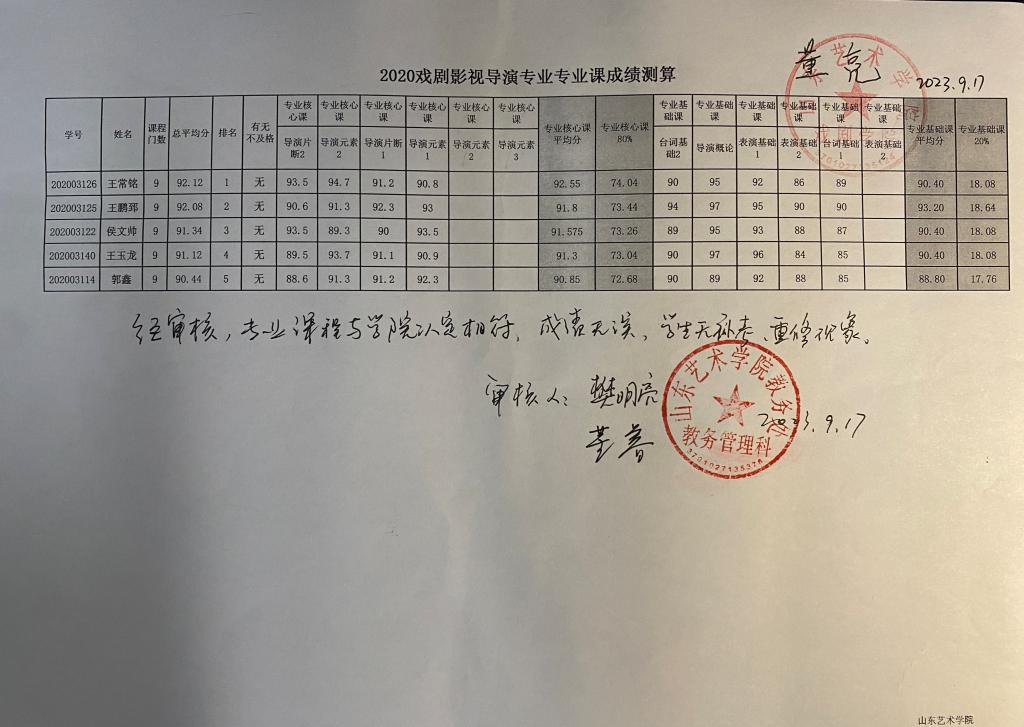 2020戏剧影视导演专业专业课成绩测算
董亮
2023.9.17
学号 姓名 课程门数 总平均分 排名 有无不及格 专业核心课 专业核心课 专业核心课 专业核心课 专业核心课 专业核心课 专业核心课平均分 专业核心课80% 专业基础课 专业基础课 专业基础课 专业基础课 专业基础课 专业基础课 专业基础课平均分 专业基础课20%
导演片断2 导演元素2 导演片断1 导演元素1 导演元素2 导演元素3 台词基础2 导演概论 表演基础1 表演基础2 台词基础1 表演基础2
202003126 王常铭 9 92.12 1 无 93.5 94.7 91.2 90.8 92.55 74.04 90 95 92 86 89 90.40 18.08
202003125 王鹏郅 9 92.08 2 无 90.6 91.3 92.3 93 91.8 73.44 94 97 95 90 90 93.20 18.64
202003122 侯文帅 9 91.34 3 无 93.5 89.3 90 93.5 91.575 73.26 89 95 93 88 87 90.40 18.08
202003140 王玉龙 9 91.12 4 无 89.5 93.7 91.1 90.9 91.3 73.04 90 97 96 84 85 90.40 18.08
202003114 郭鑫 9 90.44 5 无 88.6 91.3 91.2 92.3 90.85 72.68 90 89 92 88 85 88.80 17.76
经审核，专业课程与学院认定相符，成绩无误，学生无补考、重修现象。
审核人：樊明亮
2023.9.17
山东艺术学院教务处
教务管理科
3701027135376
山东艺术学院